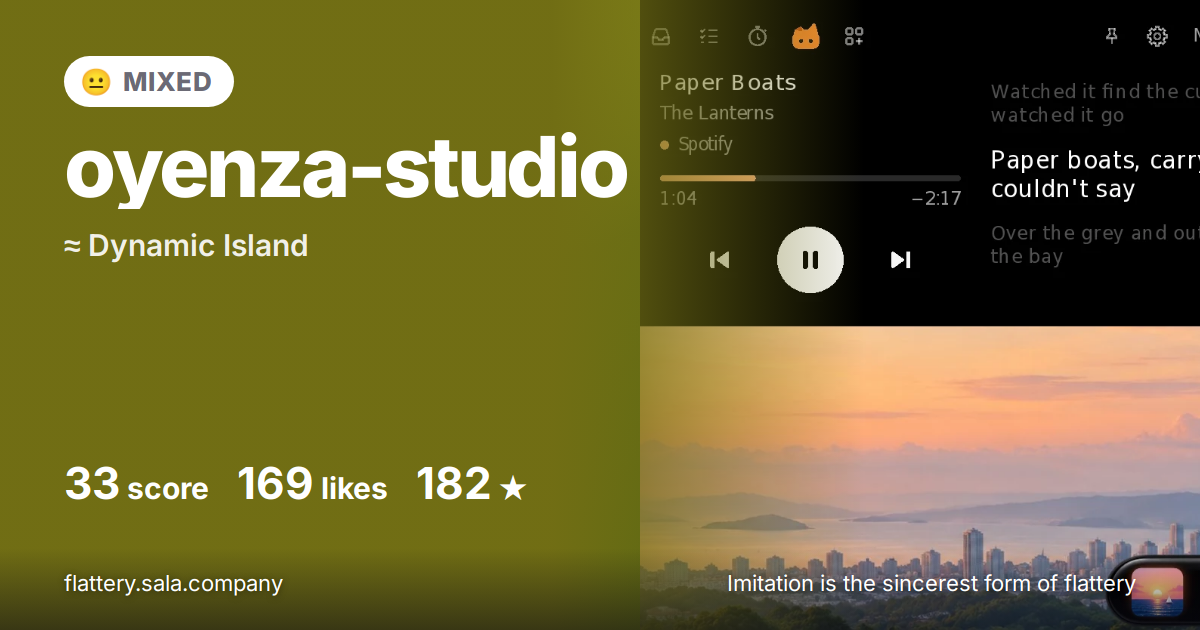 😐 MIXED
oyenza-studio
≈ Dynamic Island
33 score 169 likes 182 ★
flattery.sala.company
Paper Boats
The Lanterns
Spotify
1:04 −2:17
Watched it find the
watched it go
Paper boats, carry
couldn't say
Over the grey and out
the bay
Imitation is the sincerest form of flattery